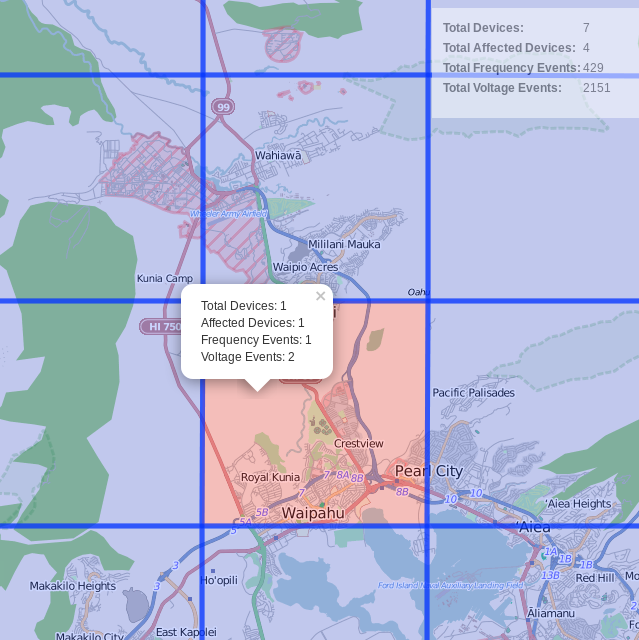 Total Devices: 7
Total Affected Devices: 4
Total Frequency Events: 429
Total Voltage Events: 2151
99
Wahiawā
Wheeler Army Airfield
Mililani Mauka
Waipio Acres
Kunia Camp
Oahu
HI 750
×
Total Devices: 1
Affected Devices: 1
Frequency Events: 1
Voltage Events: 2
Pacific Palisades
Crestview
Pearl City
Royal Kunia
7
8A
8B
7
8B
10
10
Waipahu
5B
5A
5
'Aiea Heights
'Aiea
3
3
Ho'opili
Makakilo Heights
Ford Island Naval Auxiliary Landing Field
1A
1B
1B
13B
Red Hill
Āliamanu
East Kapolei
Makakilo City